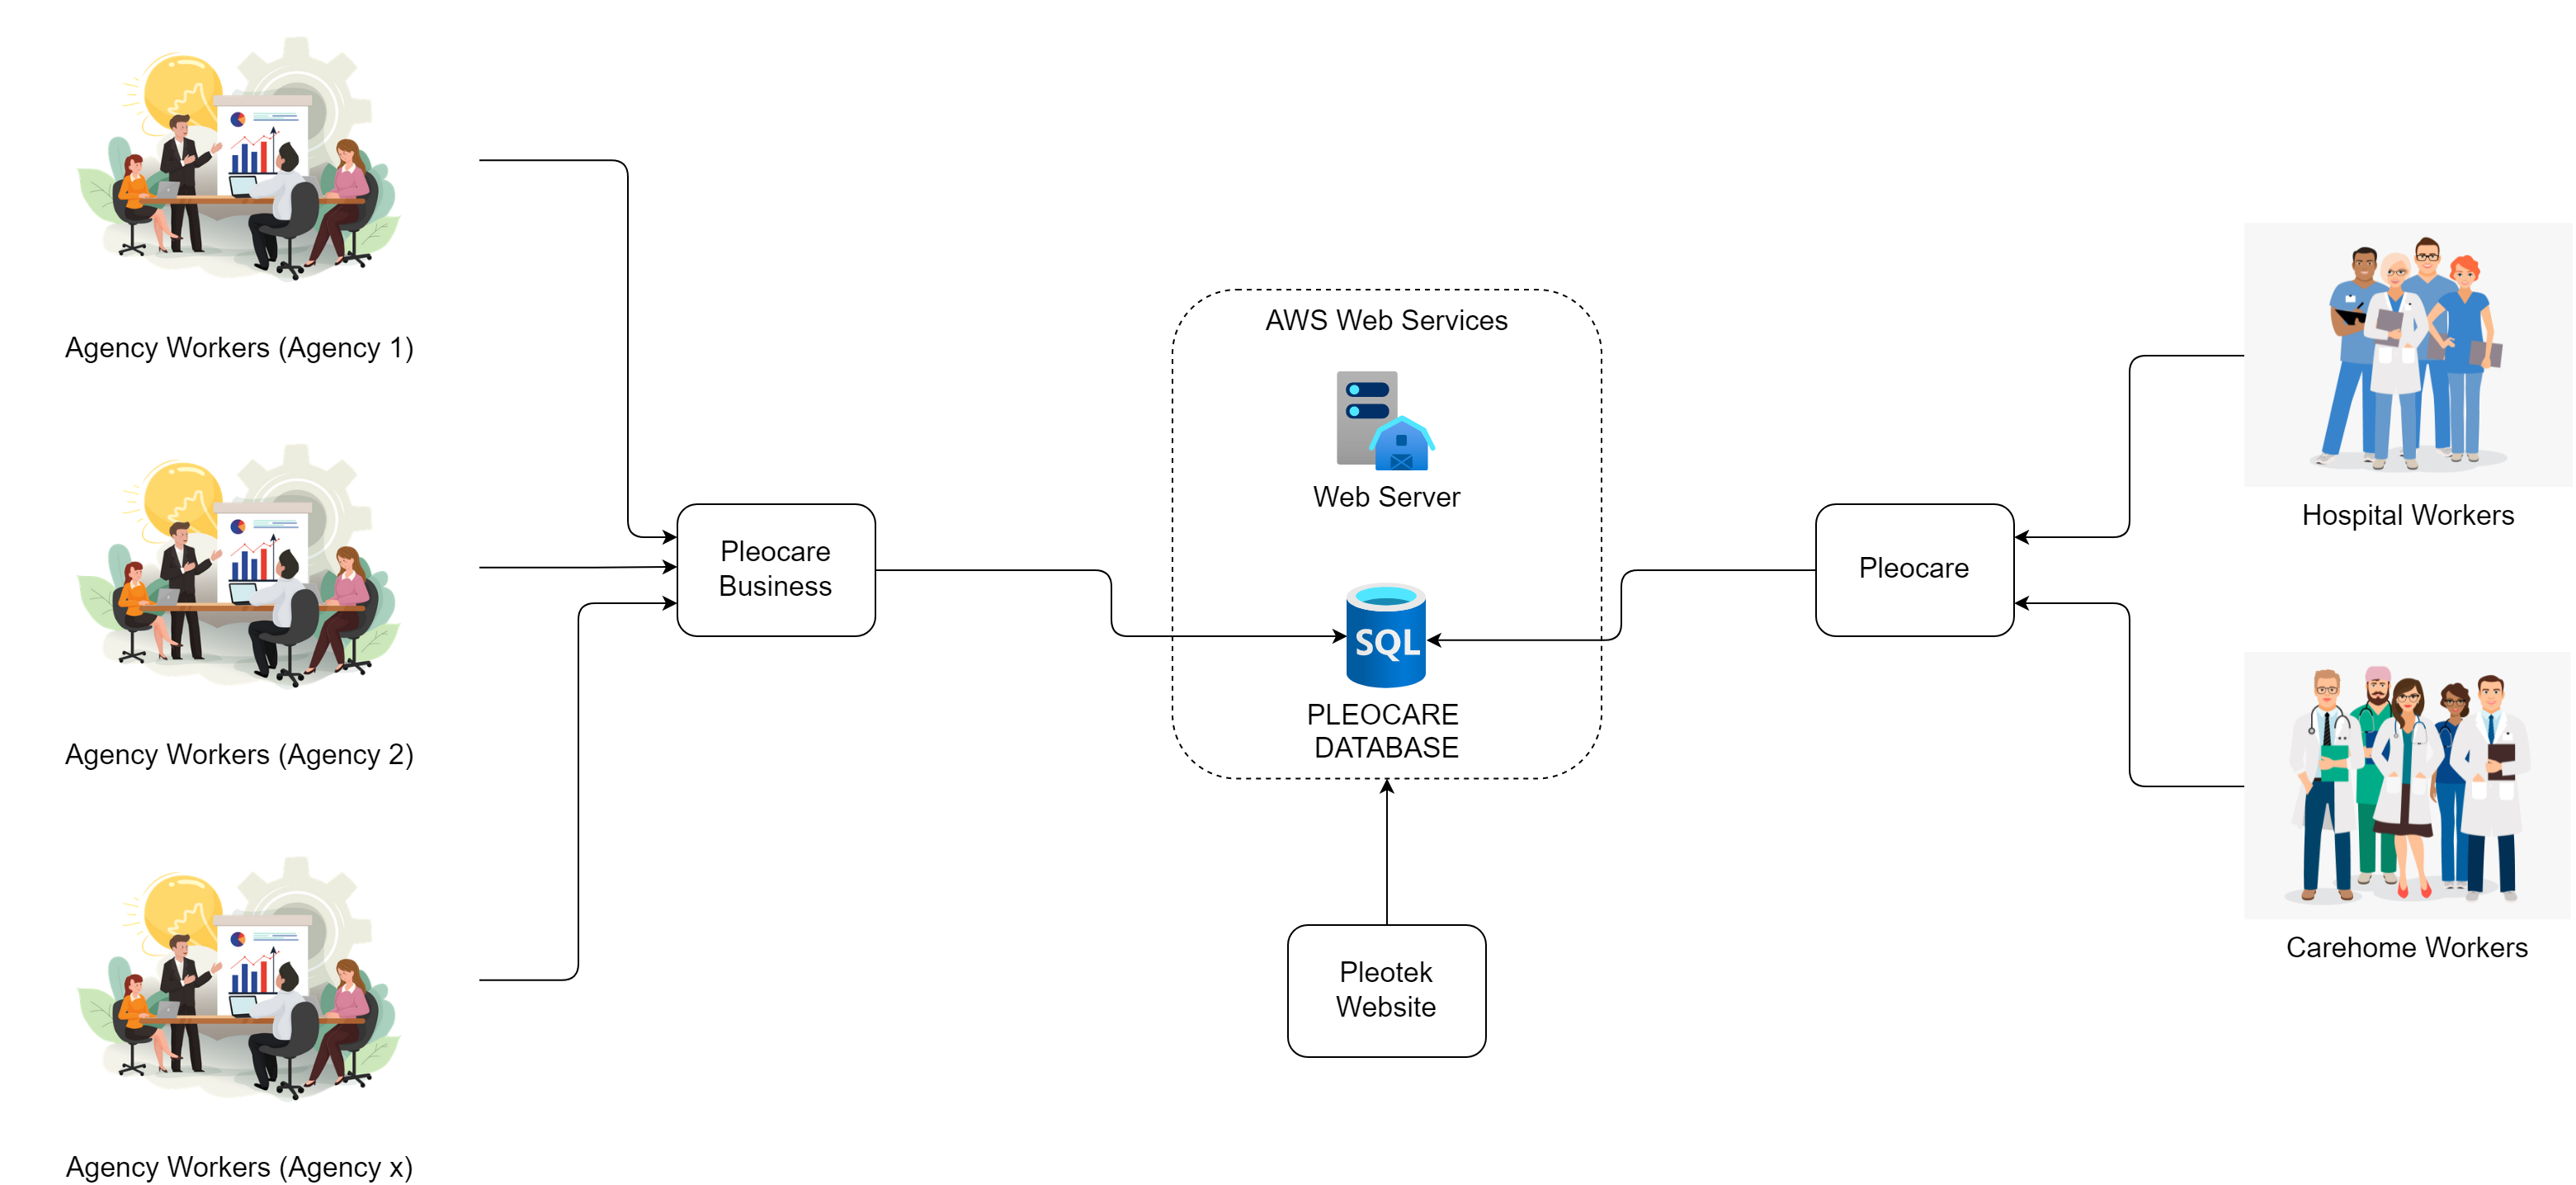 Agency Workers (Agency 1)
Agency Workers (Agency 2)
Agency Workers (Agency x)
Pleocare
Business
AWS Web Services
Web Server
SQL
PLEOCARE
DATABASE
Pleotek
Website
Pleocare
Hospital Workers
Carehome Workers